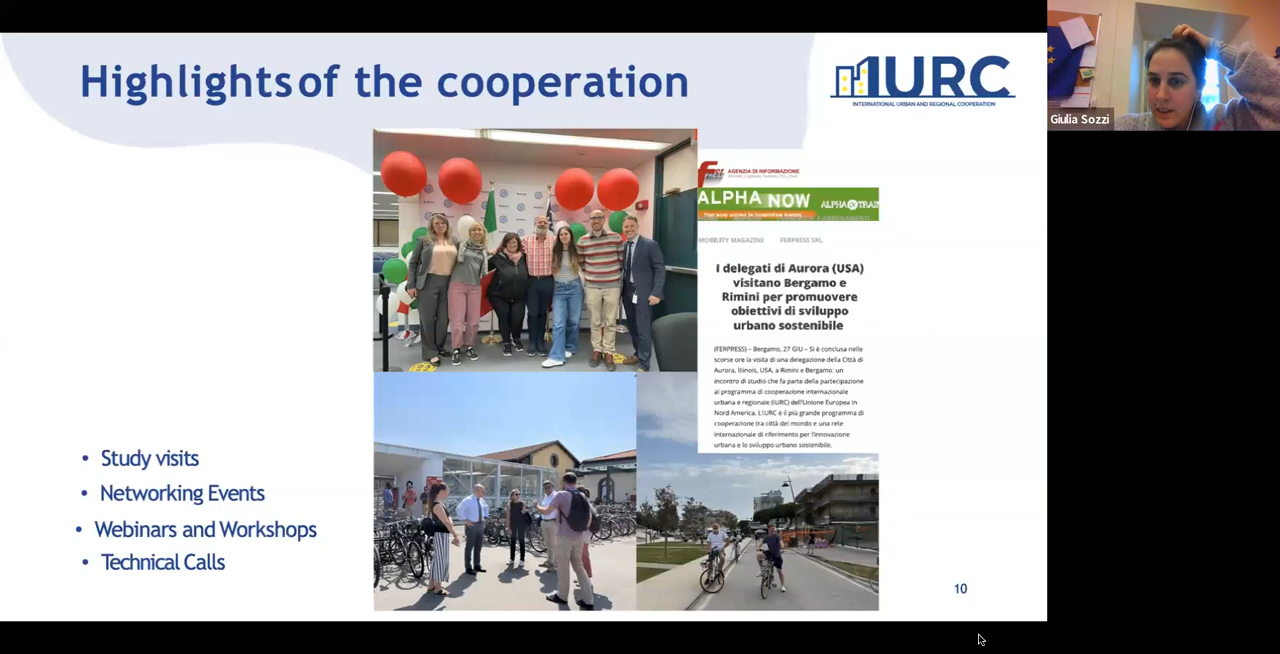 Highlights of the cooperation
IURC
INTERNATIONAL URBAN AND REGIONAL COOPERATION
Giulia Sozzi
AGENZIA DI INFORMAZIONE
ALPHA NOW
MOBILITY MAGAZINE FERPRESS SRL
I delegati di Aurora (USA)
visitano Bergamo e
Rimini per promuovere
obiettivi di sviluppo
urbano sostenibile
(FERPRESS) – Bergamo, 27 GIU – Si è conclusa nelle
scorse ore la visita di una delegazione della Città di
Aurora, Illinois, USA, a Rimini e Bergamo: un
incontro di studio che fa parte della partecipazione
al programma di cooperazione internazionale
urbana e regionale (IURC) dell'Unione Europea in
Nord America. L'IURC è il più grande programma di
cooperazione tra città del mondo e una rete
internazionale di riferimento per l'innovazione
urbana e lo sviluppo urbano sostenibile.
• Study visits
• Networking Events
• Webinars and Workshops
• Technical Calls
10